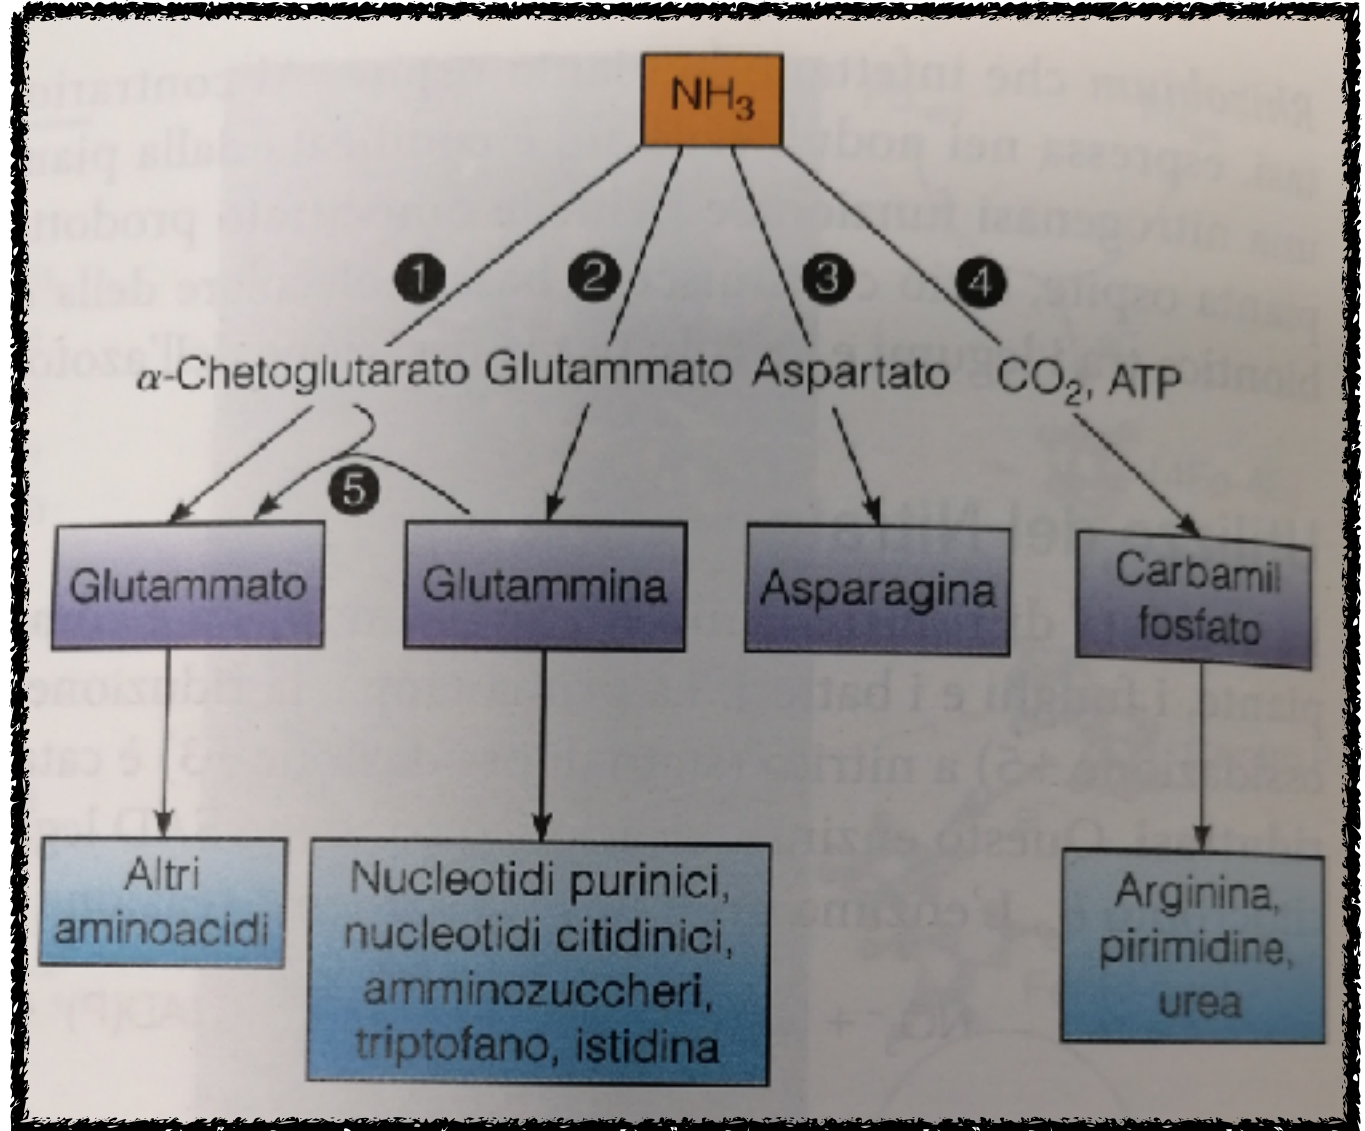 NH₃
1
2
3
4
α-Chetoglutarato Glutammato Aspartato CO₂, ATP
5
Glutammato
Glutammina
Asparagina
Carbamil
fosfato
Altri
aminoacidi
Nucleotidi purinici,
nucleotidi citidinici,
amminozuccheri,
triptofano, istidina
Arginina,
pirimidine,
urea